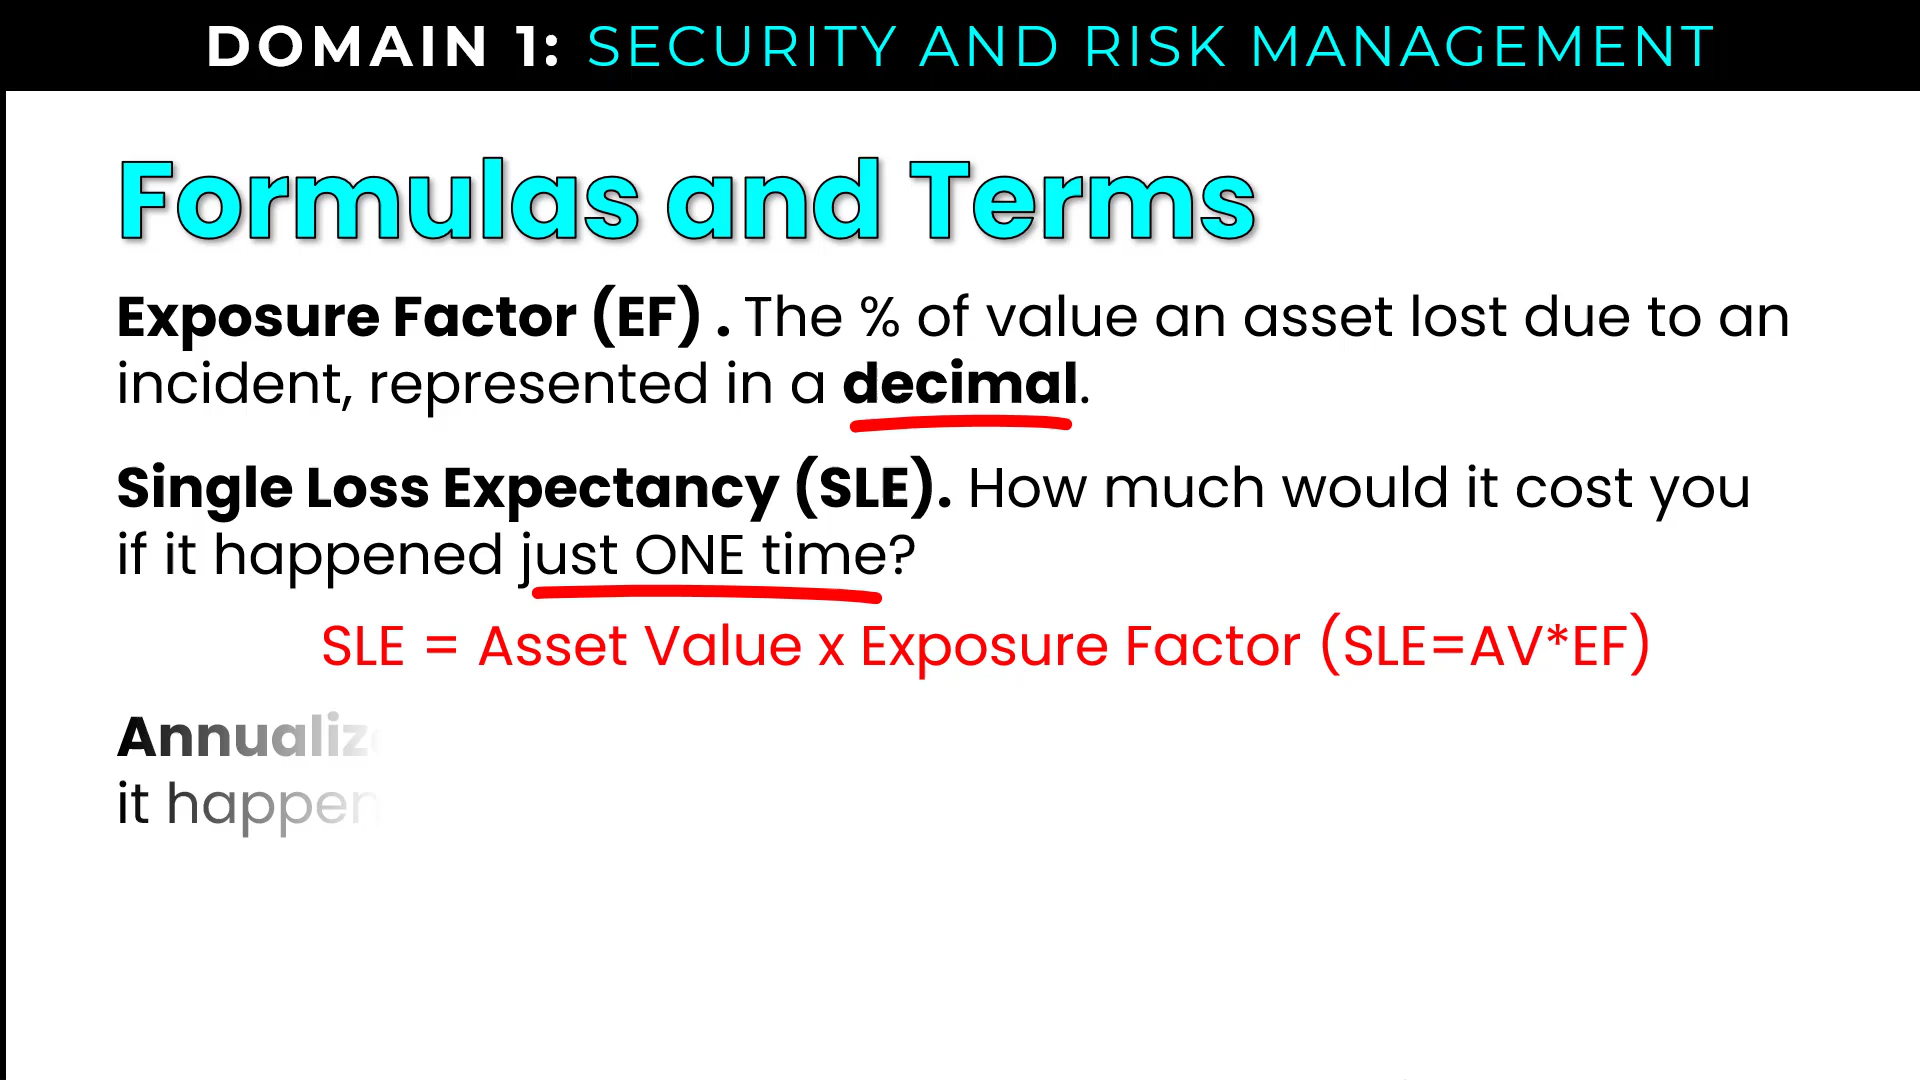 DOMAIN 1: SECURITY AND RISK MANAGEMENT
Formulas and Terms
Exposure Factor (EF) . The % of value an asset lost due to an
incident, represented in a decimal.
Single Loss Expectancy (SLE). How much would it cost you
if it happened just ONE time?
SLE = Asset Value x Exposure Factor (SLE=AV*EF)
Annualiz
it happen